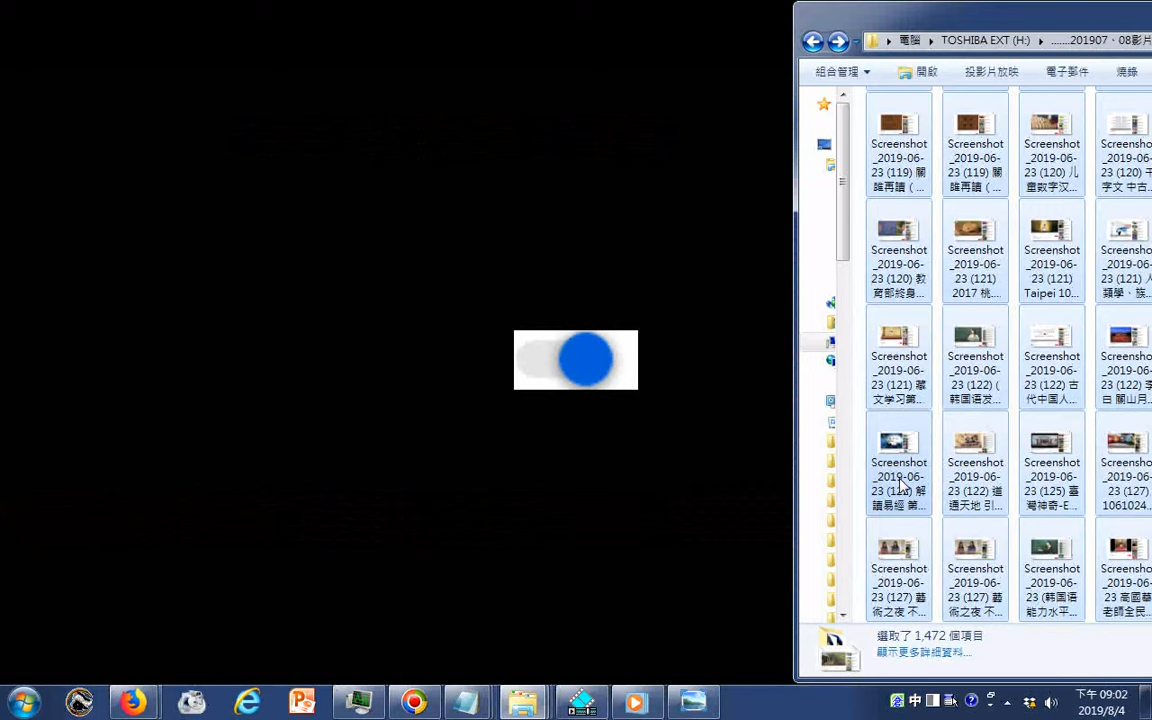 電腦 ▸ TOSHIBA EXT (H:) ▸ .......201907、08影片
組合管理 開啟 投影片放映 電子郵件 燒錄
Screenshot
_2019-06-
23 (119) 關
雎再讀 ( ...
Screenshot
_2019-06-
23 (119) 關
雎再讀 ( ...
Screenshot
_2019-06-
23 (120) 儿
童数字汉...
Screenshot
_2019-06-
23 (120) 千
字文 中古...
Screenshot
_2019-06-
23 (120) 教
育部終身...
Screenshot
_2019-06-
23 (121)
2017 桃...
Screenshot
_2019-06-
23 (121)
Taipei 10...
Screenshot
_2019-06-
23 (121) 人
類學、族...
Screenshot
_2019-06-
23 (121) 藏
文学习第...
Screenshot
_2019-06-
23 (122) (
韩国语发...
Screenshot
_2019-06-
23 (122) 古
代中国人...
Screenshot
_2019-06-
23 (122) 李
白 關山月...
Screenshot
_2019-06-
解
讀易經 第...
Screenshot
_2019-06-
23 (122) 道
通天地 引...
Screenshot
_2019-06-
23 (125) 臺
灣神奇-E...
Screenshot
_2019-06-
23 (127)
1061024...
Screenshot
_2019-06-
23 (127) 藝
術之夜 不...
Screenshot
_2019-06-
23 (127) 藝
術之夜 不...
Screenshot
_2019-06-
23 (韩国语
能力水平...
Screenshot
_2019-06-
23 高國華
老師全民...
選取了 1,472 個項目
顯示更多詳細資料...
中
下午 09:02
2019/8/4